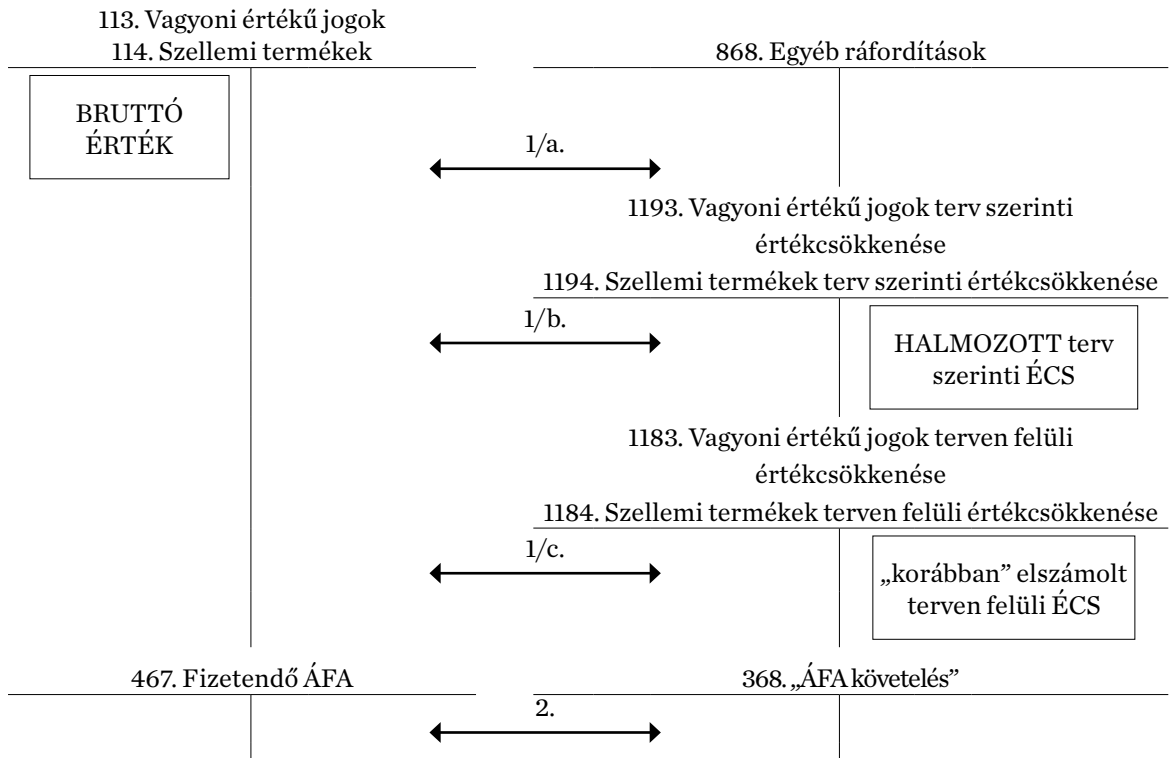 113. Vagyoni értékű jogok
114. Szellemi termékek
868. Egyéb ráfordítások
BRUTTÓ
ÉRTÉK
1/a.
1193. Vagyoni értékű jogok terv szerinti
értékcsökkenése
1194. Szellemi termékek terv szerinti értékcsökkenése
1/b.
HALMOZOTT terv
szerinti ÉCS
1183. Vagyoni értékű jogok terven felüli
értékcsökkenése
1184. Szellemi termékek terven felüli értékcsökkenése
1/c.
„korábban” elszámolt
terven felüli ÉCS
467. Fizetendő ÁFA
368. „ÁFA követelés”
2.